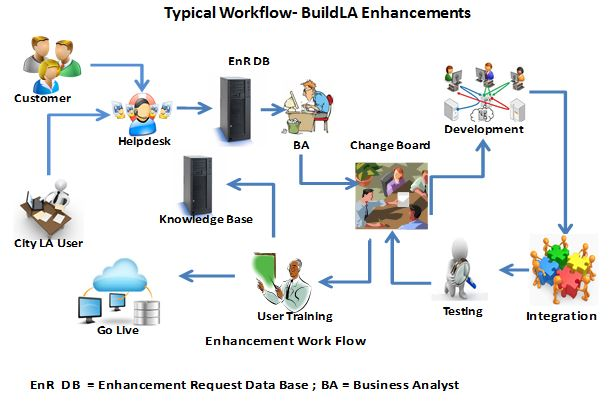 Typical Workflow- BuildLA Enhancements
EnR DB
Customer
Helpdesk
BA
Change Board
Development
Knowledge Base
City LA User
Go Live
User Training
Testing
Integration
Enhancement Work Flow
EnR DB = Enhancement Request Data Base ; BA = Business Analyst